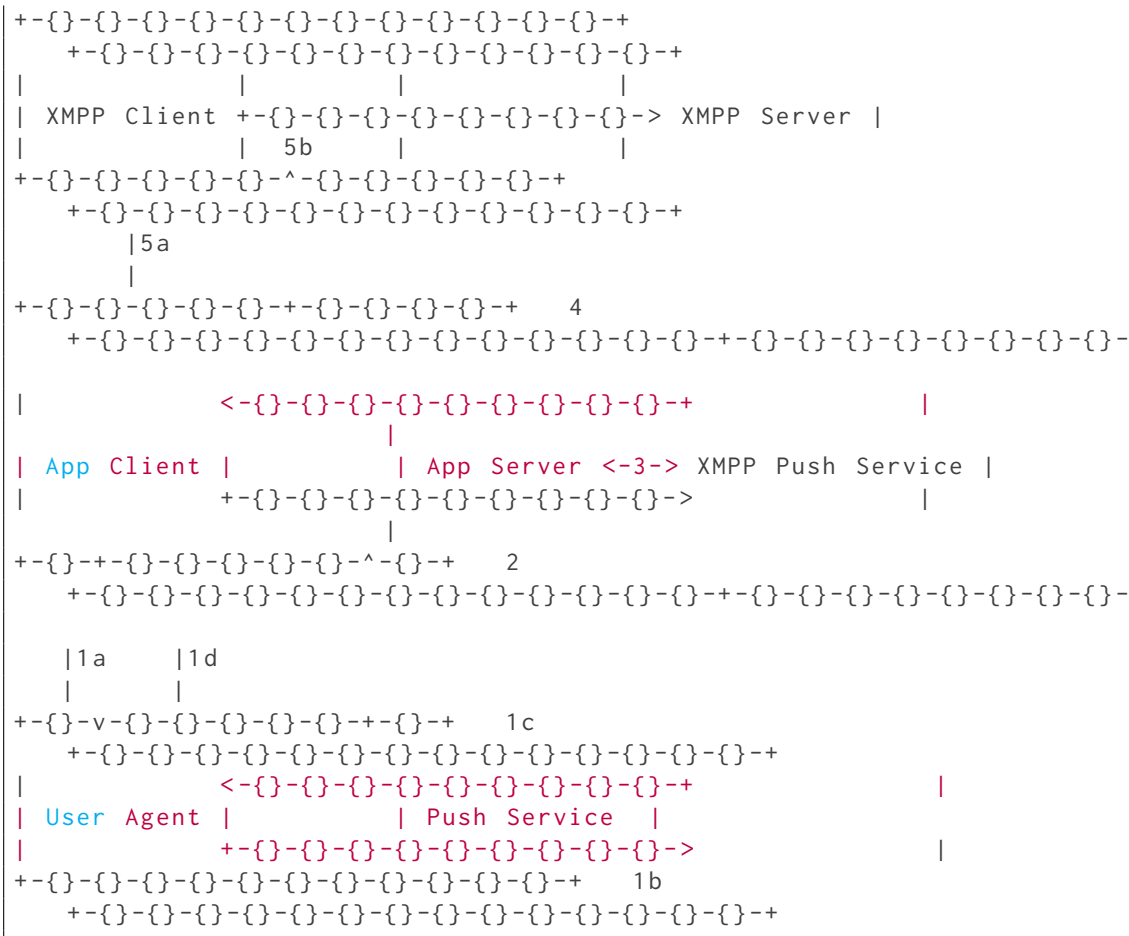 +-{}-{}-{}-{}-{}-{}-{}-{}-{}-{}-{}-{}-+
+-{}-{}-{}-{}-{}-{}-{}-{}-{}-{}-{}-{}-+
| | | |
| XMPP Client +-{}-{}-{}-{}-{}-{}-{}-{}-> XMPP Server |
| | 5b | |
+-{}-{}-{}-{}-{}-^-{}-{}-{}-{}-{}-+
+-{}-{}-{}-{}-{}-{}-{}-{}-{}-{}-{}-{}-+
|5a
|
+-{}-{}-{}-{}-{}-+-{}-{}-{}-{}-+ 4
+-{}-{}-{}-{}-{}-{}-{}-{}-{}-{}-{}-{}-{}-+-{}-{}-{}-{}-{}-{}-{}-{}-
| <-{}-{}-{}-{}-{}-{}-{}-{}-{}-+ |
|
| App Client | | App Server <-3-> XMPP Push Service |
| +-{}-{}-{}-{}-{}-{}-{}-{}-{}-> |
|
+-{}-+-{}-{}-{}-{}-{}-^-{}-+ 2
+-{}-{}-{}-{}-{}-{}-{}-{}-{}-{}-{}-{}-{}-+-{}-{}-{}-{}-{}-{}-{}-{}-
|1a |1d
| |
+-{}-v-{}-{}-{}-{}-{}-+-{}-+ 1c
+-{}-{}-{}-{}-{}-{}-{}-{}-{}-{}-{}-{}-{}-{}-+
| <-{}-{}-{}-{}-{}-{}-{}-{}-{}-+ |
| User Agent | | Push Service |
| +-{}-{}-{}-{}-{}-{}-{}-{}-{}-> |
+-{}-{}-{}-{}-{}-{}-{}-{}-{}-{}-{}-+ 1b
+-{}-{}-{}-{}-{}-{}-{}-{}-{}-{}-{}-{}-{}-{}-+